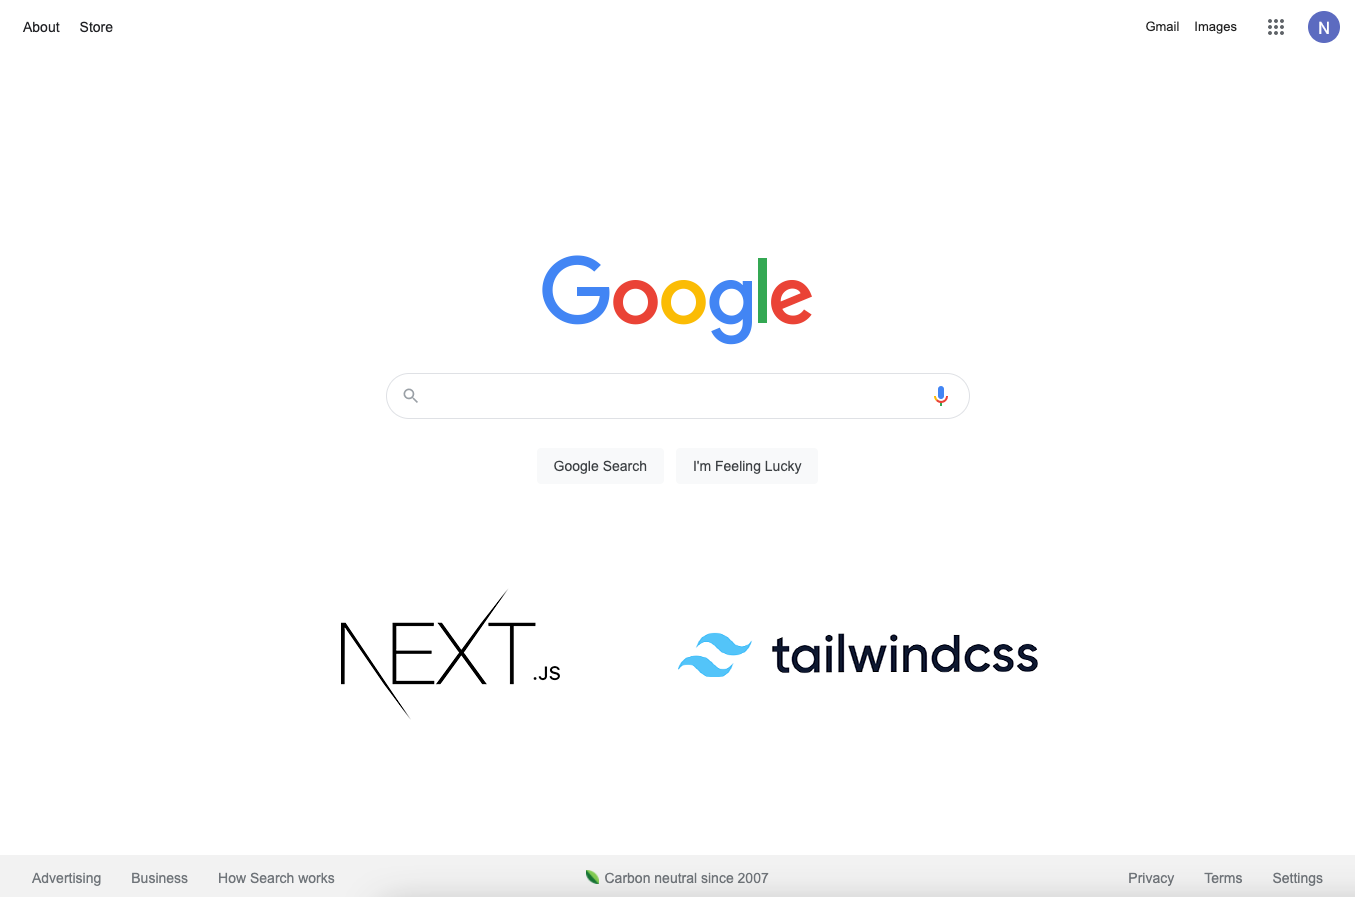 About Store Gmail Images N
Google
Google Search I'm Feeling Lucky
NEXT.JS tailwindcss
Advertising Business How Search works Carbon neutral since 2007 Privacy Terms Settings